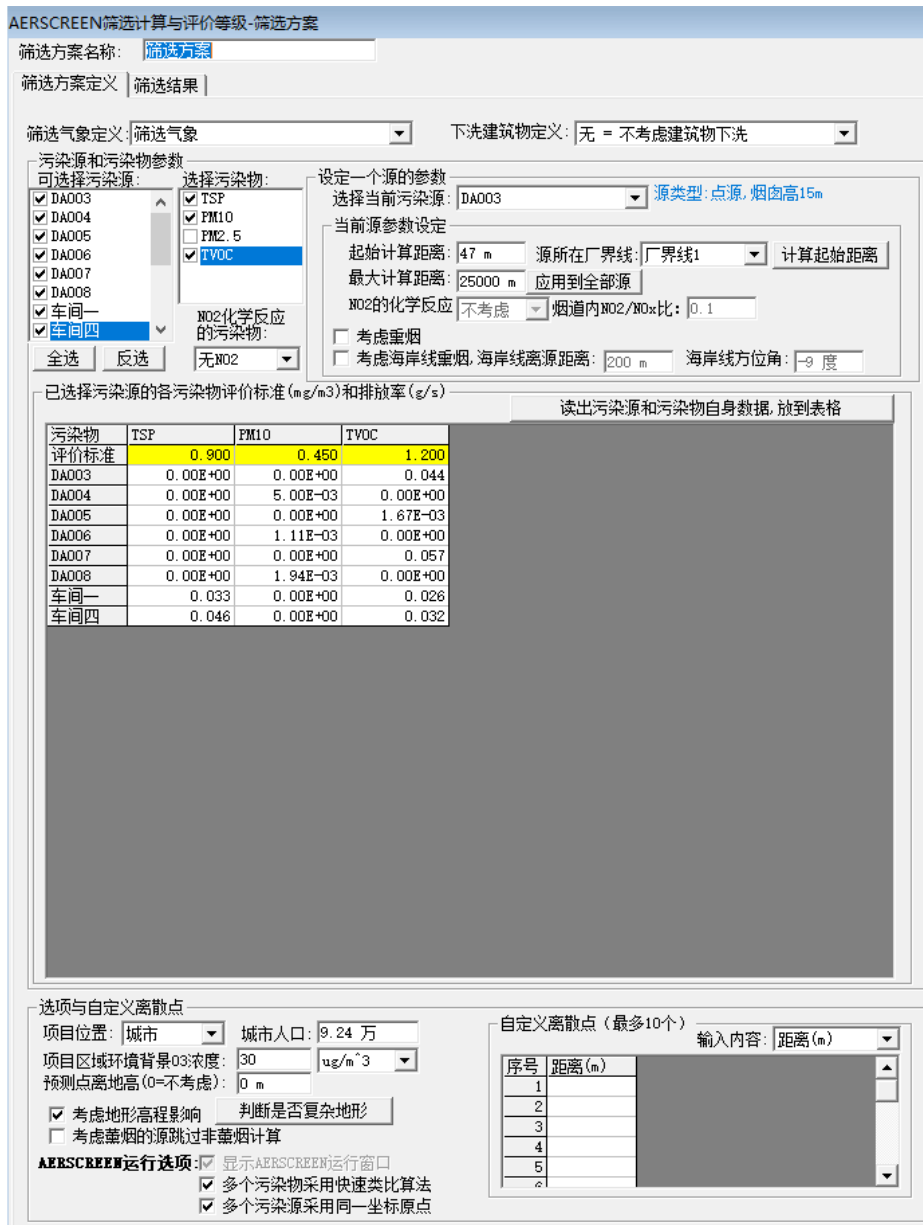 AERSCREEN筛选计算与评价等级-筛选方案
筛选方案名称: 筛选方案
筛选方案定义 筛选结果
筛选气象定义: 筛选气象 下洗建筑物定义: 无 = 不考虑建筑物下洗
污染源和污染物参数
可选择污染源: 选择污染物:
DA003 TSP
DA004 PM10
DA005 PM2.5
DA006 TVOC
DA007
DA008
车间一
车间四
NO2化学反应
的污染物:
全选 反选 无NO2
设定一个源的参数
选择当前污染源: DA003 源类型:点源,烟囱高15m
当前源参数设定
起始计算距离: 47 m 源所在厂界线: 厂界线1 计算起始距离
最大计算距离: 25000 m 应用到全部源
NO2的化学反应 不考虑 烟道内NO2/NOx比: 0.1
考虑重烟
考虑海岸线重烟,海岸线离源距离: 200 m 海岸线方位角: -9 度
已选择污染源的各污染物评价标准(mg/m3)和排放率(g/s)
读出污染源和污染物自身数据,放到表格
污染物 TSP PM10 TVOC
评价标准 0.900 0.450 1.200
DA003 0.00E+00 0.00E+00 0.044
DA004 0.00E+00 5.00E-03 0.00E+00
DA005 0.00E+00 0.00E+00 1.67E-03
DA006 0.00E+00 1.11E-03 0.00E+00
DA007 0.00E+00 0.00E+00 0.057
DA008 0.00E+00 1.94E-03 0.00E+00
车间一 0.033 0.00E+00 0.026
车间四 0.046 0.00E+00 0.032
选项与自定义离散点
项目位置: 城市 城市人口: 9.24 万
项目区域环境背景O3浓度: 30 ug/m^3
预测点离地高(0=不考虑): 0 m
考虑地形高程影响 判断是否复杂地形
考虑薰烟的源跳过非薰烟计算
AERSCREEN运行选项: 显示AERSCREEN运行窗口
多个污染物采用快速类比算法
多个污染源采用同一坐标原点
自定义离散点（最多10个）
输入内容: 距离(m)
序号 距离(m)
1
2
3
4
5